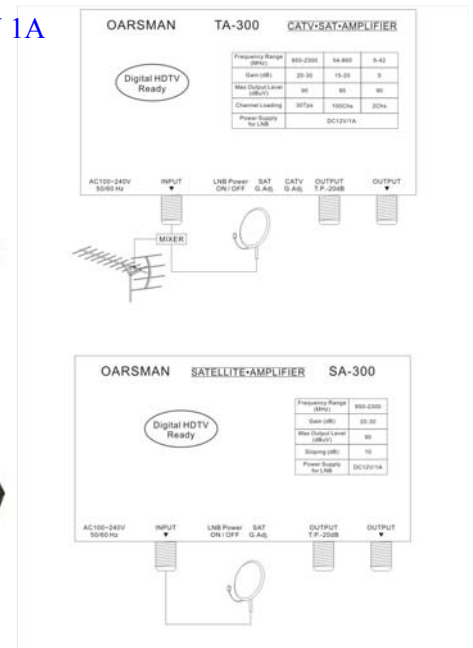 1A
OARSMAN TA-300 CATV•SAT•AMPLIFIER
Digital HDTV
Ready
Frequency Range (MHz) 950-2300 54-860 5-42
Gain (dB) 20-30 15-20 5
Max Output Level (dBuV) 90 90 90
Channel Loading 30Tps 100Chs 2Chs
Power Supply for LNB DC12V/1A
AC100~240V INPUT LNB Power SAT CATV OUTPUT OUTPUT
50/60 Hz ▼ ON / OFF G.Adj. G.Adj. T.P.-20dB ▼
MIXER
OARSMAN SATELLITE•AMPLIFIER SA-300
Digital HDTV
Ready
Frequency Range (MHz) 950-2300
Gain (dB) 20-30
Max Output Level (dBuV) 90
Sloping (dB) 10
Power Supply for LNB DC12V/1A
AC100~240V INPUT LNB Power SAT OUTPUT OUTPUT
50/60 Hz ▼ ON / OFF G.Adj. T.P.-20dB ▼